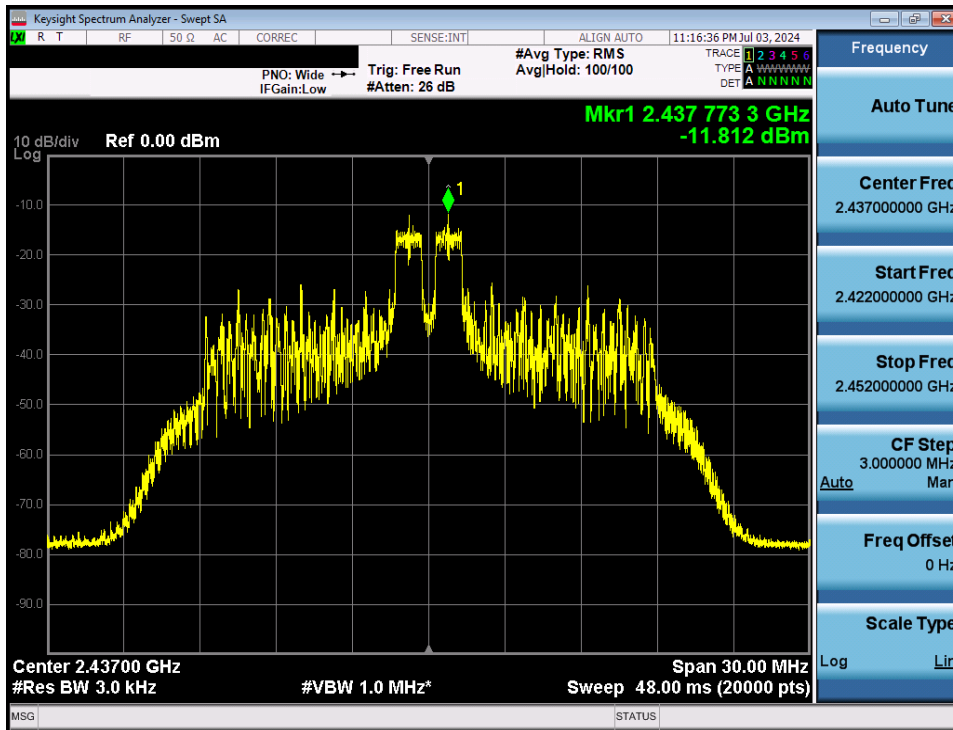 Keysight Spectrum Analyzer - Swept SA
LXI R T RF 50 Ω AC CORREC SENSE:INT ALIGN AUTO 11:16:36 PM Jul 03, 2024
PNO: Wide
IFGain:Low
Trig: Free Run
#Atten: 26 dB
#Avg Type: RMS
Avg|Hold: 100/100
TRACE 1 2 3 4 5 6
TYPE A WWWWW
DET A N N N N N
Mkr1 2.437 773 3 GHz
-11.812 dBm
10 dB/div Ref 0.00 dBm
Log
1
-10.0
-20.0
-30.0
-40.0
-50.0
-60.0
-70.0
-80.0
-90.0
Center 2.43700 GHz Span 30.00 MHz
#Res BW 3.0 kHz #VBW 1.0 MHz* Sweep 48.00 ms (20000 pts)
MSG STATUS
Frequency
Auto Tune
Center Freq
2.437000000 GHz
Start Freq
2.422000000 GHz
Stop Freq
2.452000000 GHz
CF Step
3.000000 MHz
Auto Man
Freq Offset
0 Hz
Scale Type
Log Lin